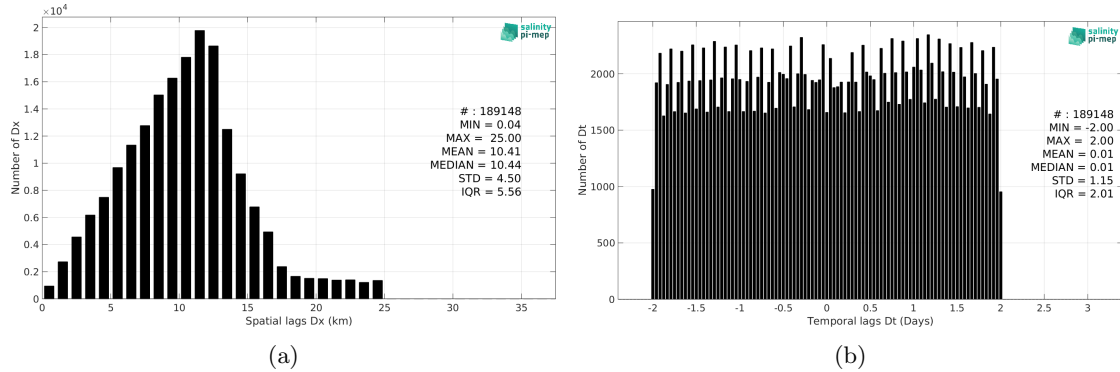 ×10⁴
2
1.8
1.6
1.4
1.2
1
0.8
0.6
0.4
0.2
0
Number of Dx
0 5 10 15 20 25 30 35
Spatial lags Dx (km)
salinity
pi-mep
# : 189148
MIN = 0.04
MAX = 25.00
MEAN = 10.41
MEDIAN = 10.44
STD = 4.50
IQR = 5.56
(a)
2000
1500
1000
500
0
Number of Dt
-2 -1.5 -1 -0.5 0 0.5 1 1.5 2 2.5 3
Temporal lags Dt (Days)
salinity
pi-mep
# : 189148
MIN = -2.00
MAX = 2.00
MEAN = 0.01
MEDIAN = 0.01
STD = 1.15
IQR = 2.01
(b)